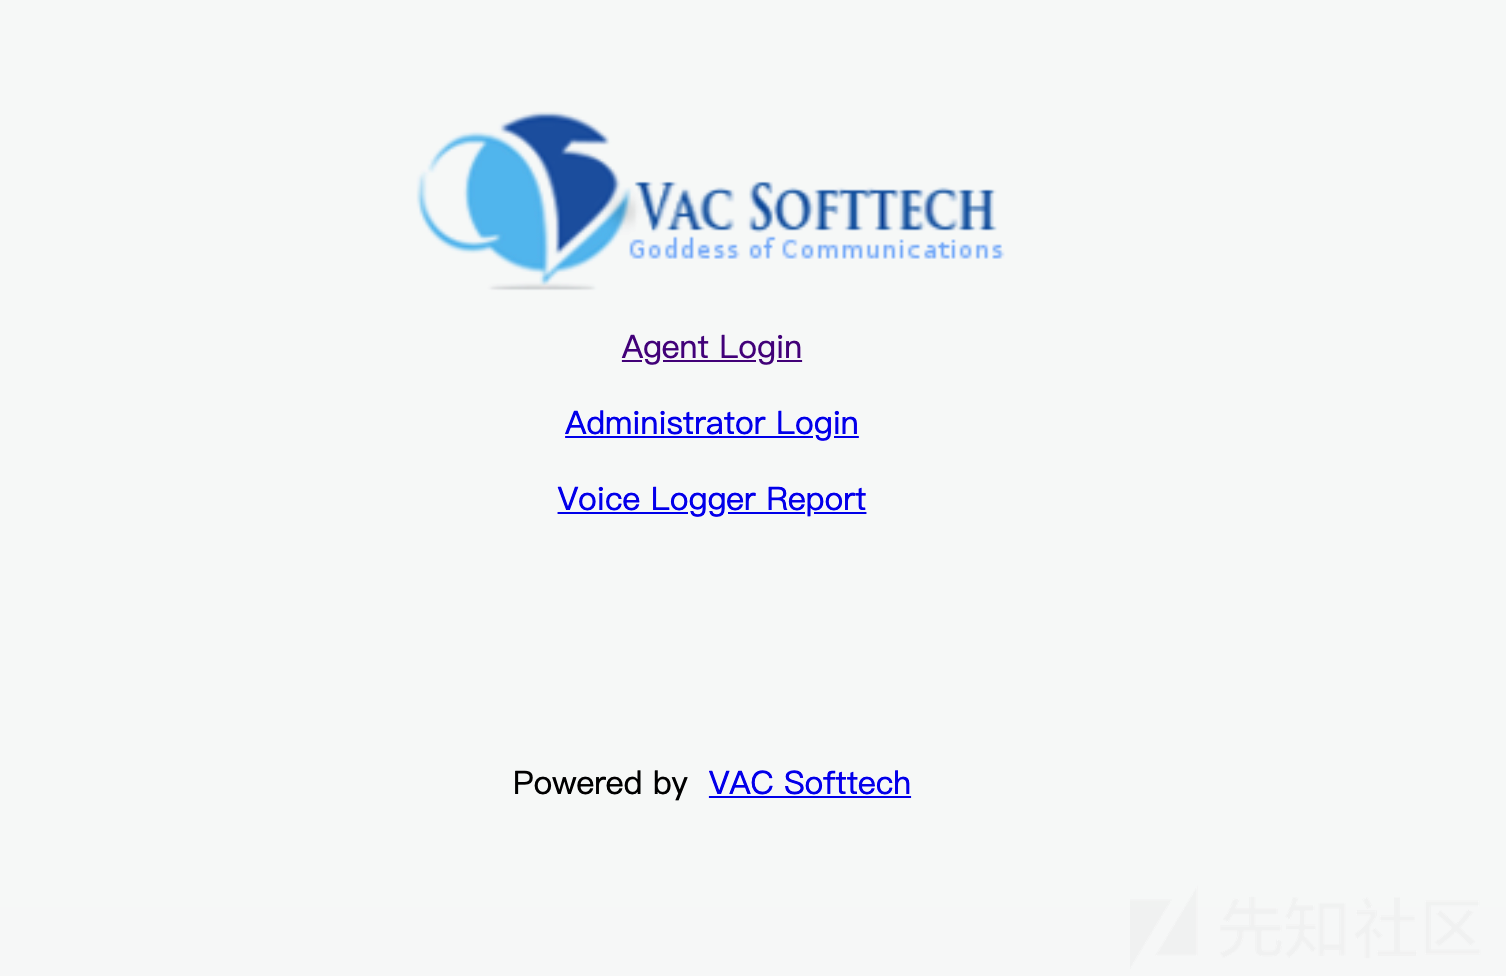 VAC SOFTTECH
Goddess of Communications
Agent Login
Administrator Login
Voice Logger Report
Powered by VAC Softtech
先知社区